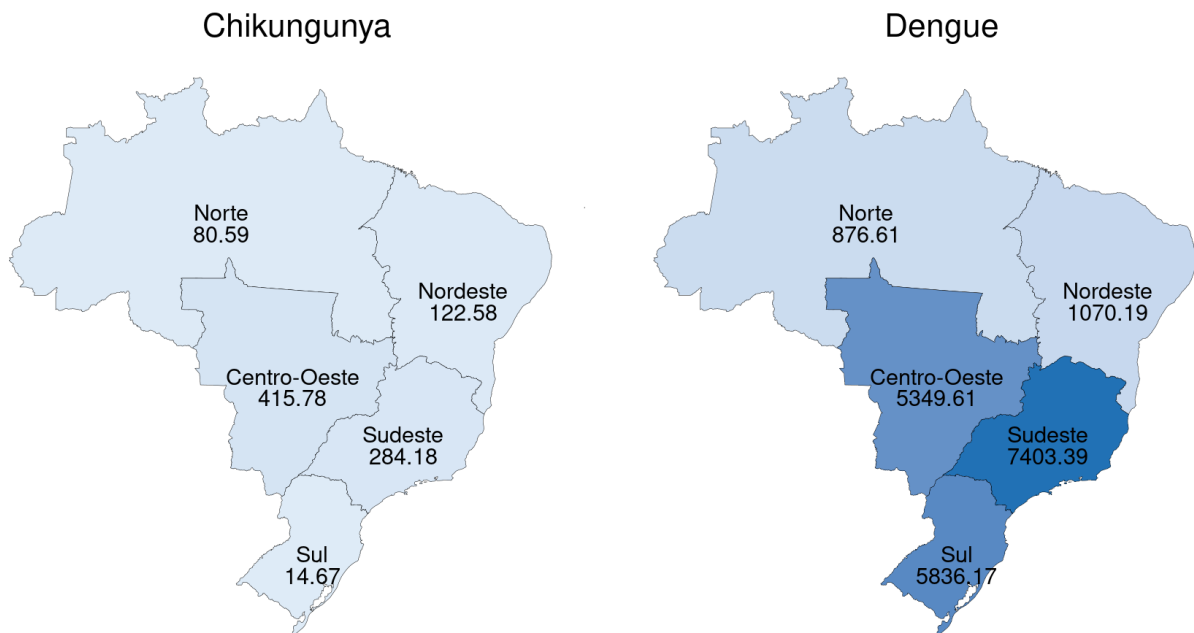 Chikungunya
Norte
80.59
Nordeste
122.58
Centro-Oeste
415.78
Sudeste
284.18
Sul
14.67
Dengue
Norte
876.61
Nordeste
1070.19
Centro-Oeste
5349.61
Sudeste
7403.39
Sul
5836.17